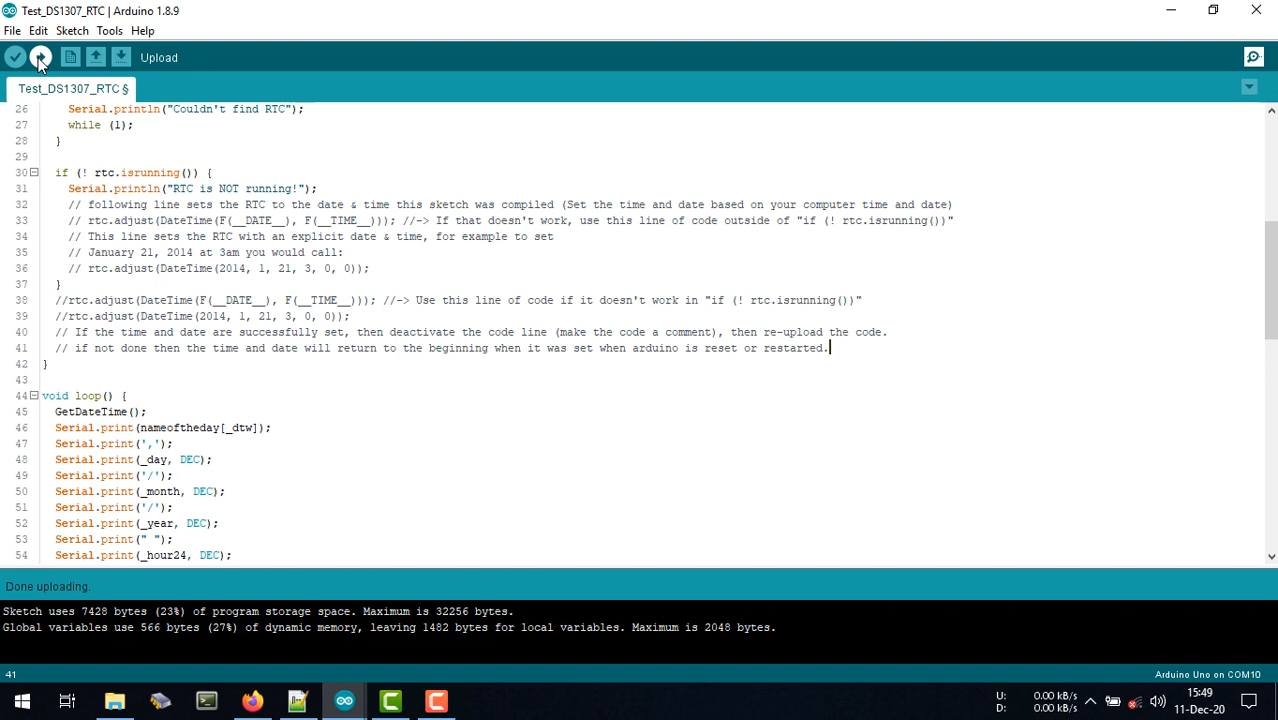 Test_DS1307_RTC | Arduino 1.8.9
File Edit Sketch Tools Help
Upload
Test_DS1307_RTC §
26 Serial.println("Couldn't find RTC");
27 while (1);
28 }
29
30 if (! rtc.isrunning()) {
31 Serial.println("RTC is NOT running!");
32 // following line sets the RTC to the date & time this sketch was compiled (Set the time and date based on your computer time and date)
33 // rtc.adjust(DateTime(F(__DATE__), F(__TIME__))); //-> If that doesn't work, use this line of code outside of "if (! rtc.isrunning())"
34 // This line sets the RTC with an explicit date & time, for example to set
35 // January 21, 2014 at 3am you would call:
36 // rtc.adjust(DateTime(2014, 1, 21, 3, 0, 0));
37 }
38 //rtc.adjust(DateTime(F(__DATE__), F(__TIME__))); //-> Use this line of code if it doesn't work in "if (! rtc.isrunning())"
39 //rtc.adjust(DateTime(2014, 1, 21, 3, 0, 0));
40 // If the time and date are successfully set, then deactivate the code line (make the code a comment), then re-upload the code.
41 // if not done then the time and date will return to the beginning when it was set when arduino is reset or restarted.
42 }
43
44 void loop() {
45 GetDateTime();
46 Serial.print(nameoftheday[_dtw]);
47 Serial.print(',');
48 Serial.print(_day, DEC);
49 Serial.print('/');
50 Serial.print(_month, DEC);
51 Serial.print('/');
52 Serial.print(_year, DEC);
53 Serial.print(" ");
54 Serial.print(_hour24, DEC);
Done uploading.
Sketch uses 7428 bytes (23%) of program storage space. Maximum is 32256 bytes.
Global variables use 566 bytes (27%) of dynamic memory, leaving 1482 bytes for local variables. Maximum is 2048 bytes.
41 Arduino Uno on COM10
U: 0.00 kB/s
D: 0.00 kB/s
15:49
11-Dec-20